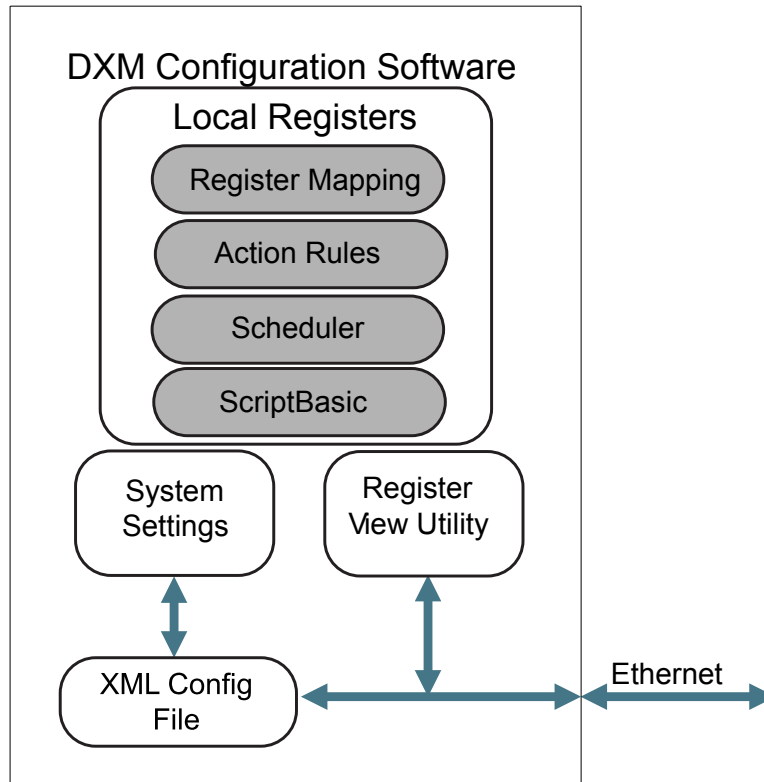 DXM Configuration Software
Local Registers
Register Mapping
Action Rules
Scheduler
ScriptBasic
System
Settings
Register
View Utility
XML Config
File
Ethernet